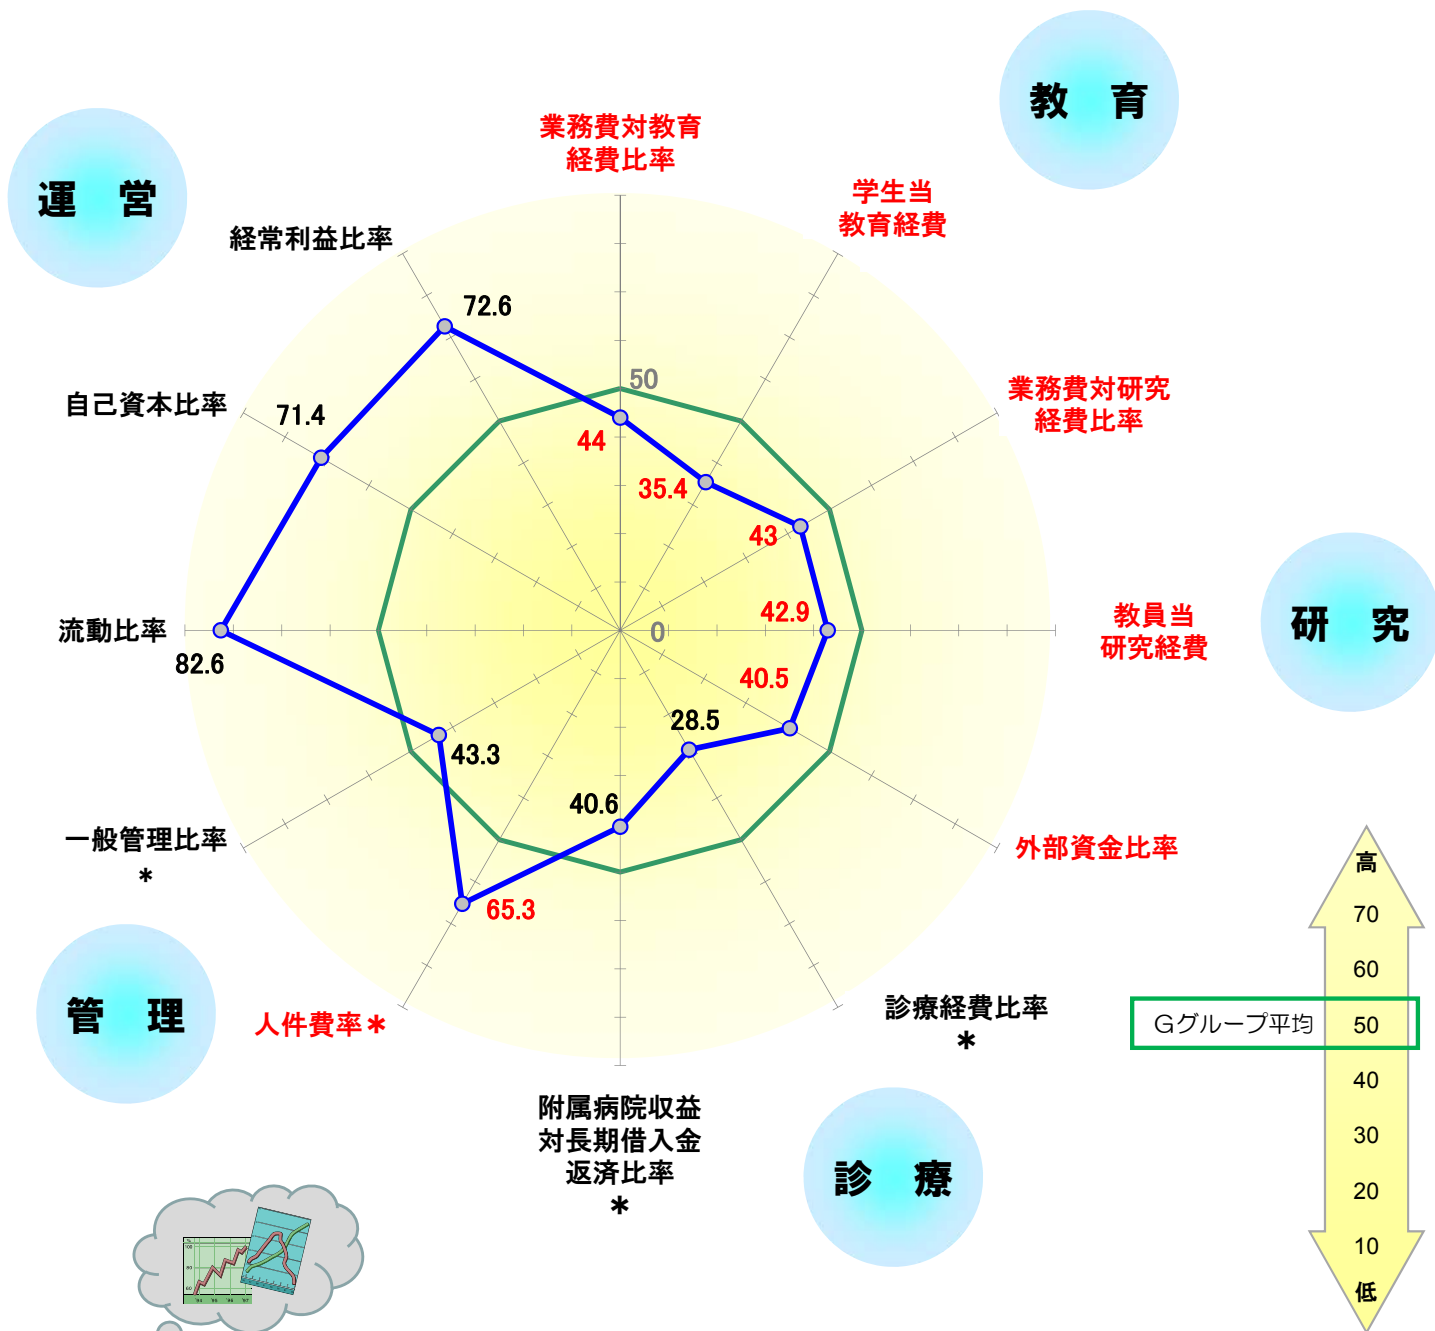 教　育
運　営
業務費対教育
経費比率
学生当
教育経費
経常利益比率
72.6
業務費対研究
経費比率
自己資本比率
71.4
50
44
35.4
43
教員当
研究経費
研　究
流動比率
82.6
0
42.9
40.5
28.5
43.3
40.6
一般管理比率
*
外部資金比率
65.3
管　理
人件費率*
診療経費比率
*
附属病院収益
対長期借入金
返済比率
*
診　療
高
70
60
Gグループ平均 50
40
30
20
10
低